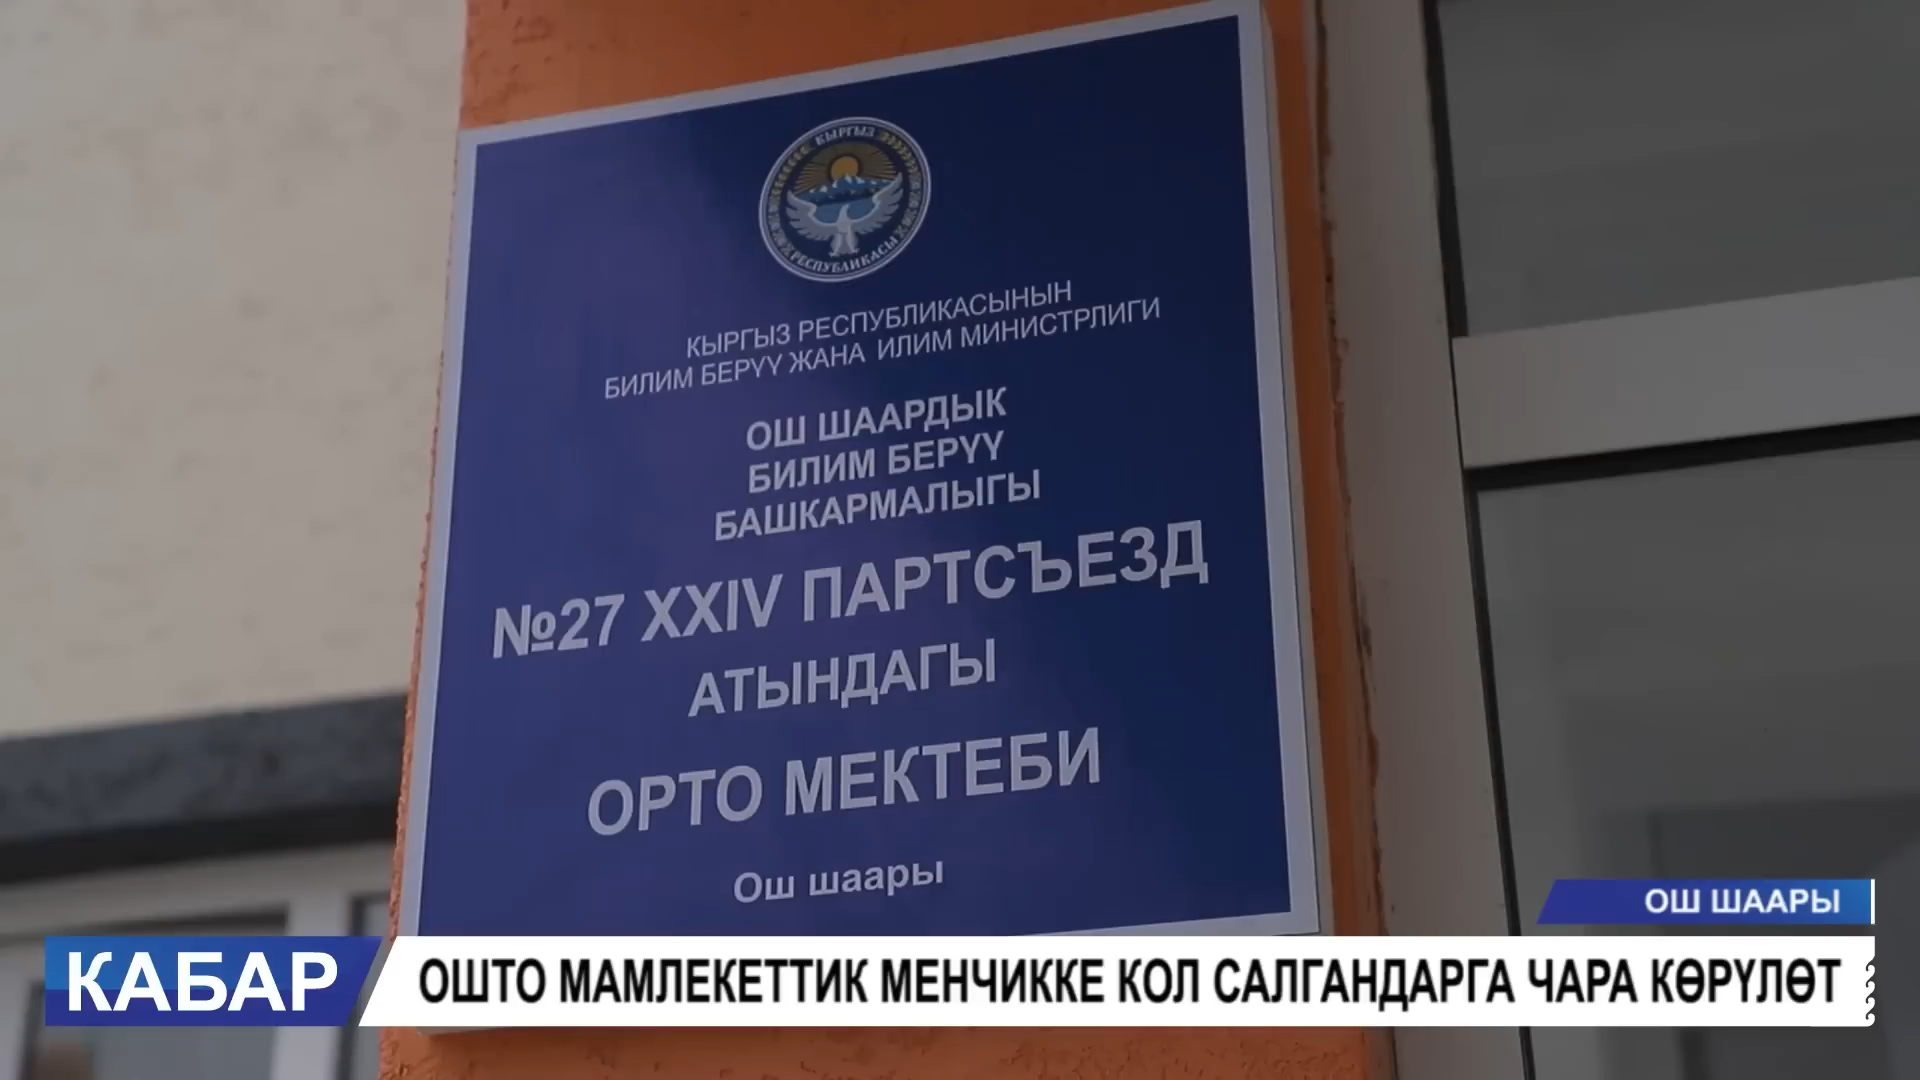 КЫРГЫЗ
РЕСПУБЛИКАСЫ
КЫРГЫЗ РЕСПУБЛИКАСЫНЫН
БИЛИМ БЕРҮҮ ЖАНА ИЛИМ МИНИСТРЛИГИ
ОШ ШААРДЫК
БИЛИМ БЕРҮҮ
БАШКАРМАЛЫГЫ
№27 XXIV ПАРТСЪЕЗД
АТЫНДАГЫ
ОРТО МЕКТЕБИ
Ош шаары
ОШ ШААРЫ
КАБАР
ОШТО МАМЛЕКЕТТИК МЕНЧИККЕ КОЛ САЛГАНДАРГА ЧАРА КӨРҮЛӨТ